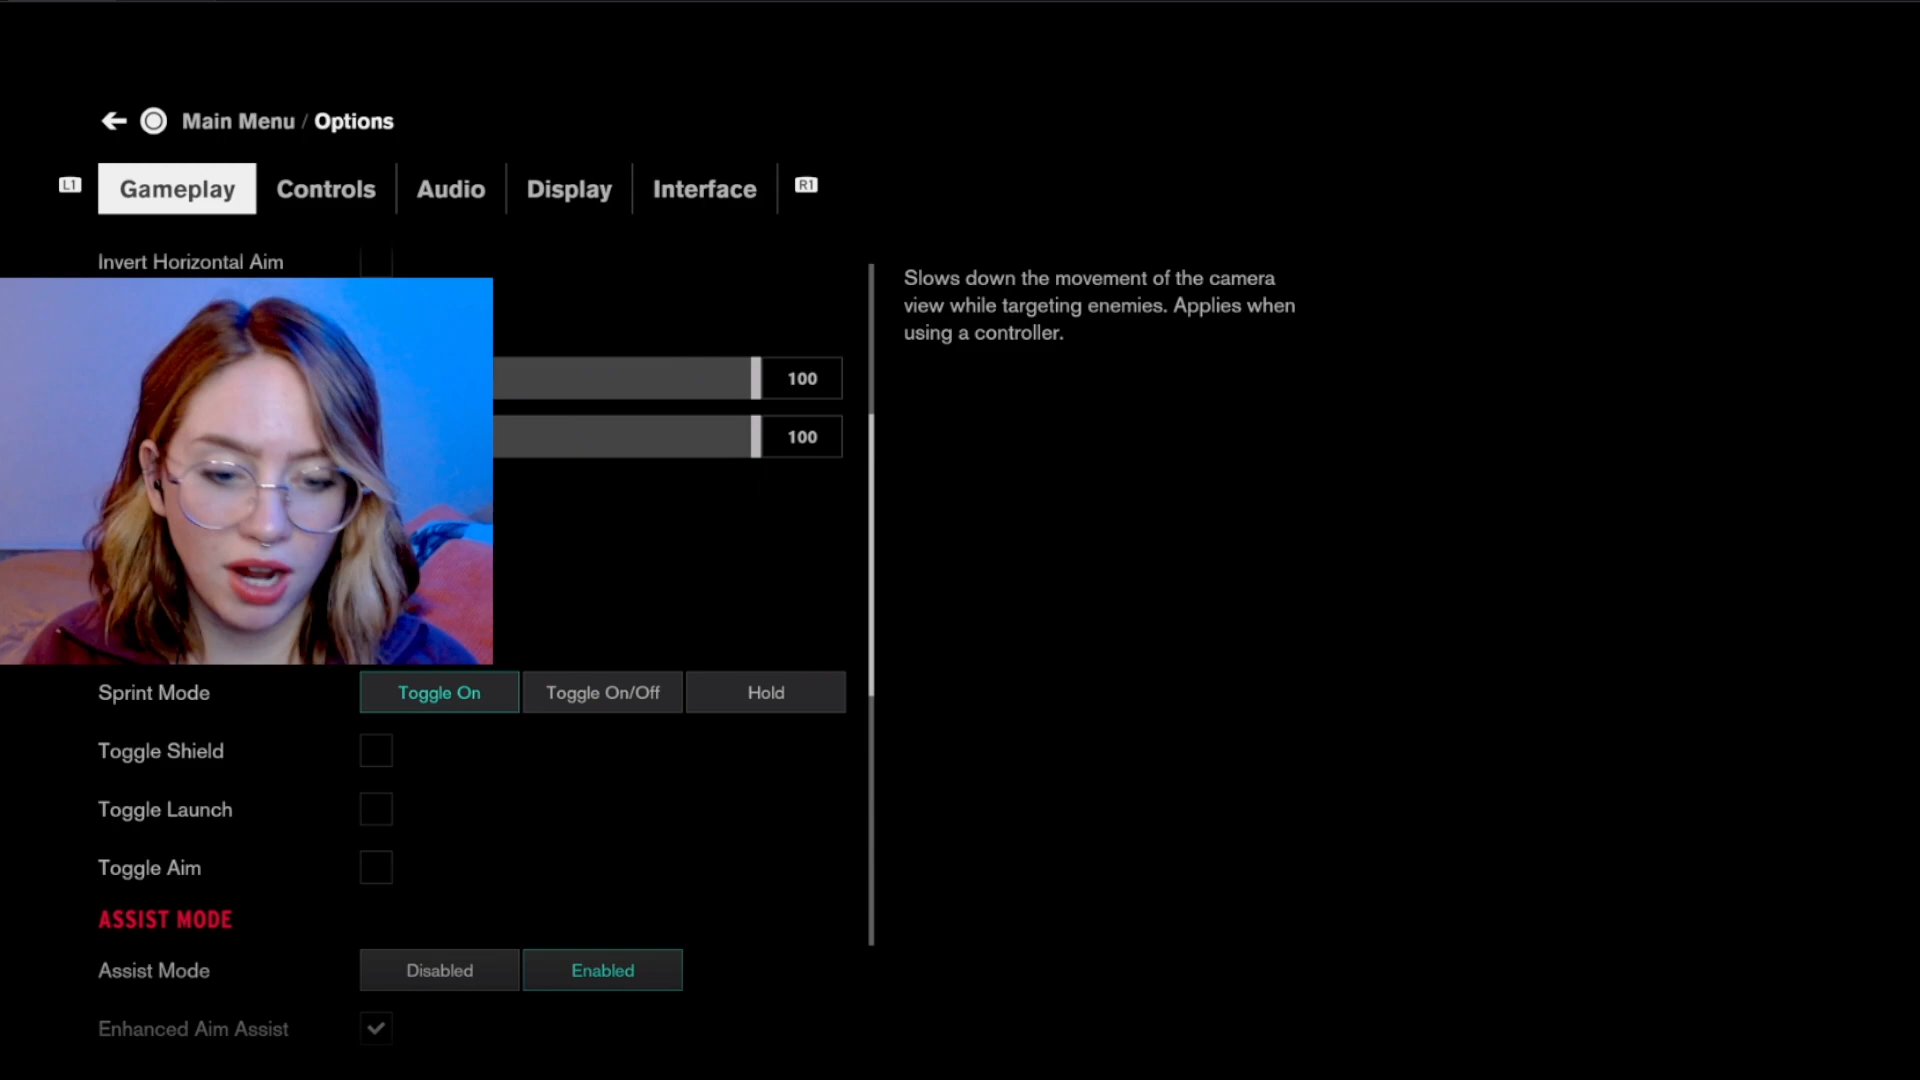 Main Menu / Options
L1 Gameplay Controls Audio Display Interface R1
Invert Horizontal Aim
Slows down the movement of the camera
view while targeting enemies. Applies when
using a controller.
100
100
Sprint Mode Toggle On Toggle On/Off Hold
Toggle Shield
Toggle Launch
Toggle Aim
ASSIST MODE
Assist Mode Disabled Enabled
Enhanced Aim Assist